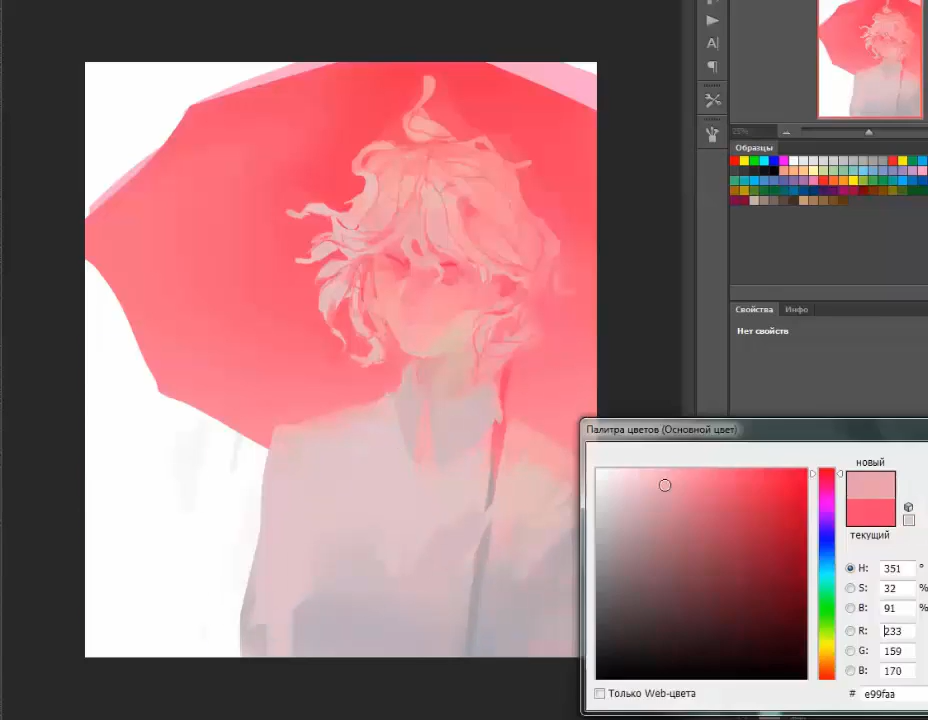 A|
¶
25%
Образцы
Свойства
Инфо
Нет свойств
Палитра цветов (Основной цвет)
новый
текущий
H: 351 °
S: 32 %
B: 91 %
R: 233
G: 159
B: 170
Только Web-цвета
# e99faa